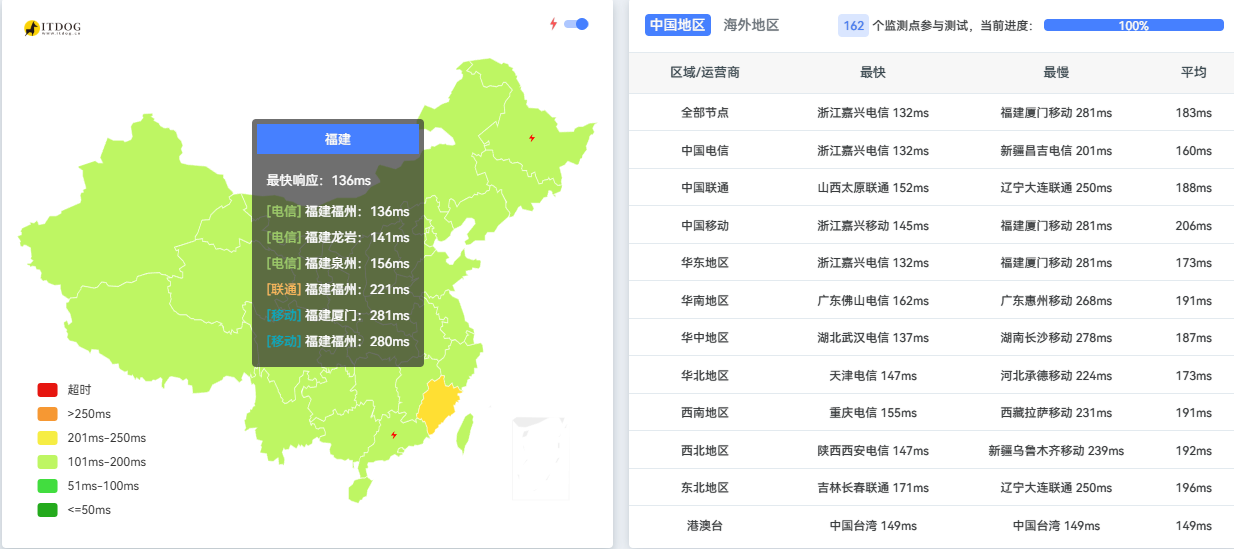 ITDOG
www.itdog.cn
福建
最快响应：136ms
[电信] 福建福州：136ms
[电信] 福建龙岩：141ms
[电信] 福建泉州：156ms
[联通] 福建福州：221ms
[移动] 福建厦门：281ms
[移动] 福建福州：280ms
超时
>250ms
201ms-250ms
101ms-200ms
51ms-100ms
<=50ms
中国地区 海外地区 162 个监测点参与测试，当前进度： 100%
区域/运营商 最快 最慢 平均
全部节点 浙江嘉兴电信 132ms 福建厦门移动 281ms 183ms
中国电信 浙江嘉兴电信 132ms 新疆昌吉电信 201ms 160ms
中国联通 山西太原联通 152ms 辽宁大连联通 250ms 188ms
中国移动 浙江嘉兴移动 145ms 福建厦门移动 281ms 206ms
华东地区 浙江嘉兴电信 132ms 福建厦门移动 281ms 173ms
华南地区 广东佛山电信 162ms 广东惠州移动 268ms 191ms
华中地区 湖北武汉电信 137ms 湖南长沙移动 278ms 187ms
华北地区 天津电信 147ms 河北承德移动 224ms 173ms
西南地区 重庆电信 155ms 西藏拉萨移动 231ms 191ms
西北地区 陕西西安电信 147ms 新疆乌鲁木齐移动 239ms 192ms
东北地区 吉林长春联通 171ms 辽宁大连联通 250ms 196ms
港澳台 中国台湾 149ms 中国台湾 149ms 149ms